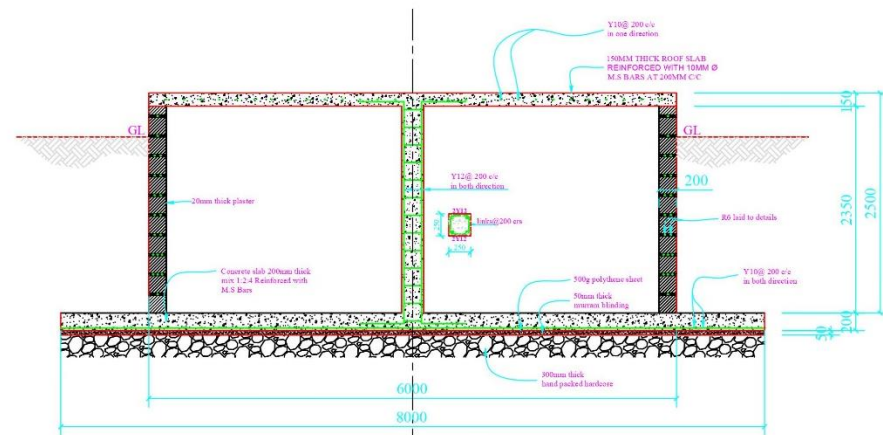 Y10@ 200 c/c
in one direction
150MM THICK ROOF SLAB
REINFORCED WITH 10MM Ø
M.S BARS AT 200MM C/C
150
GL
GL
Y12@ 200 c/c
in both direction
200
20mm thick plaster
2350
2500
250
links@200 crs
R6 laid to details
2Y12
250
Concrete slab 200mm thick
mix 1:2:4 Reinforced with
M.S Bars
500g polythene sheet
50mm thick
murram blinding
Y10@ 200 c/c
in both direction
200
50
300mm thick
hand packed hardcore
6000
8000